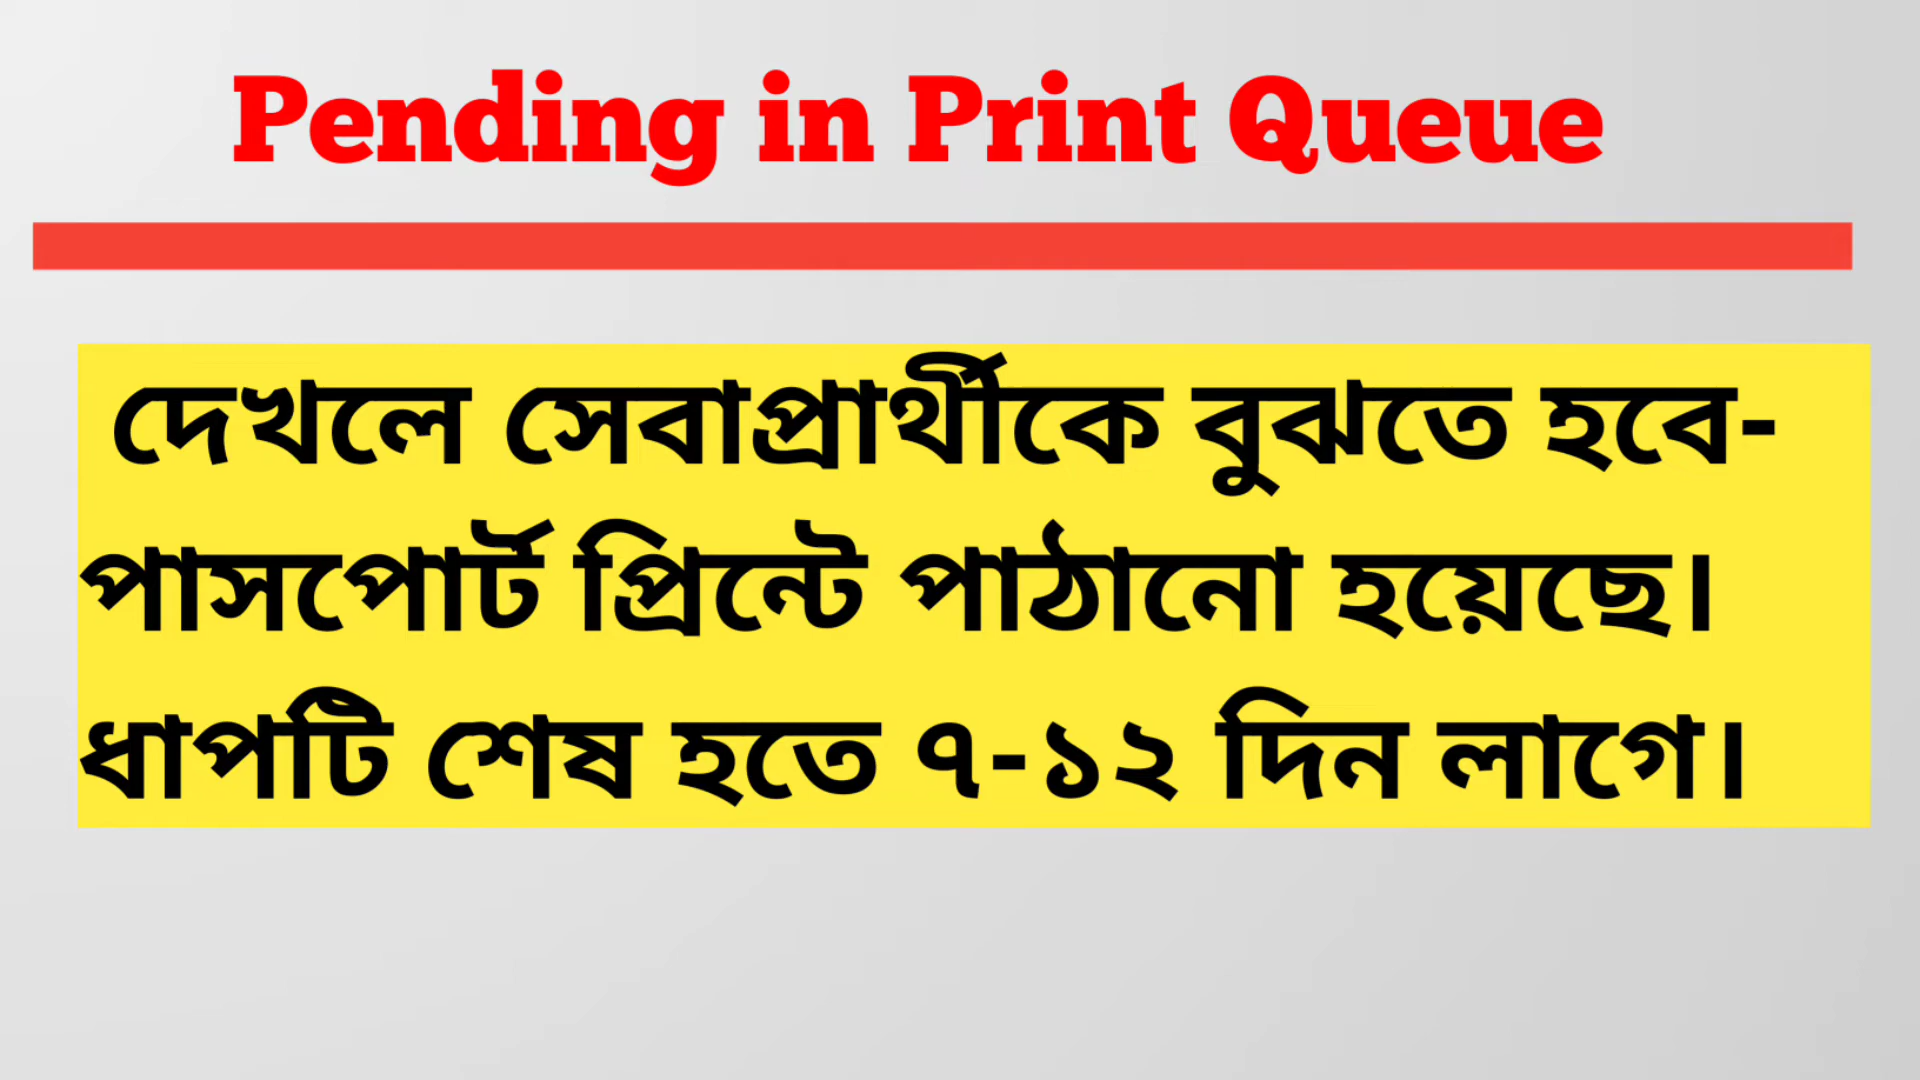 Pending in Print Queue
দেখলে সেবাপ্রার্থীকে বুঝতে হবে-
পাসপোর্ট প্রিন্টে পাঠানো হয়েছে।
ধাপটি শেষ হতে ৭-১২ দিন লাগে।